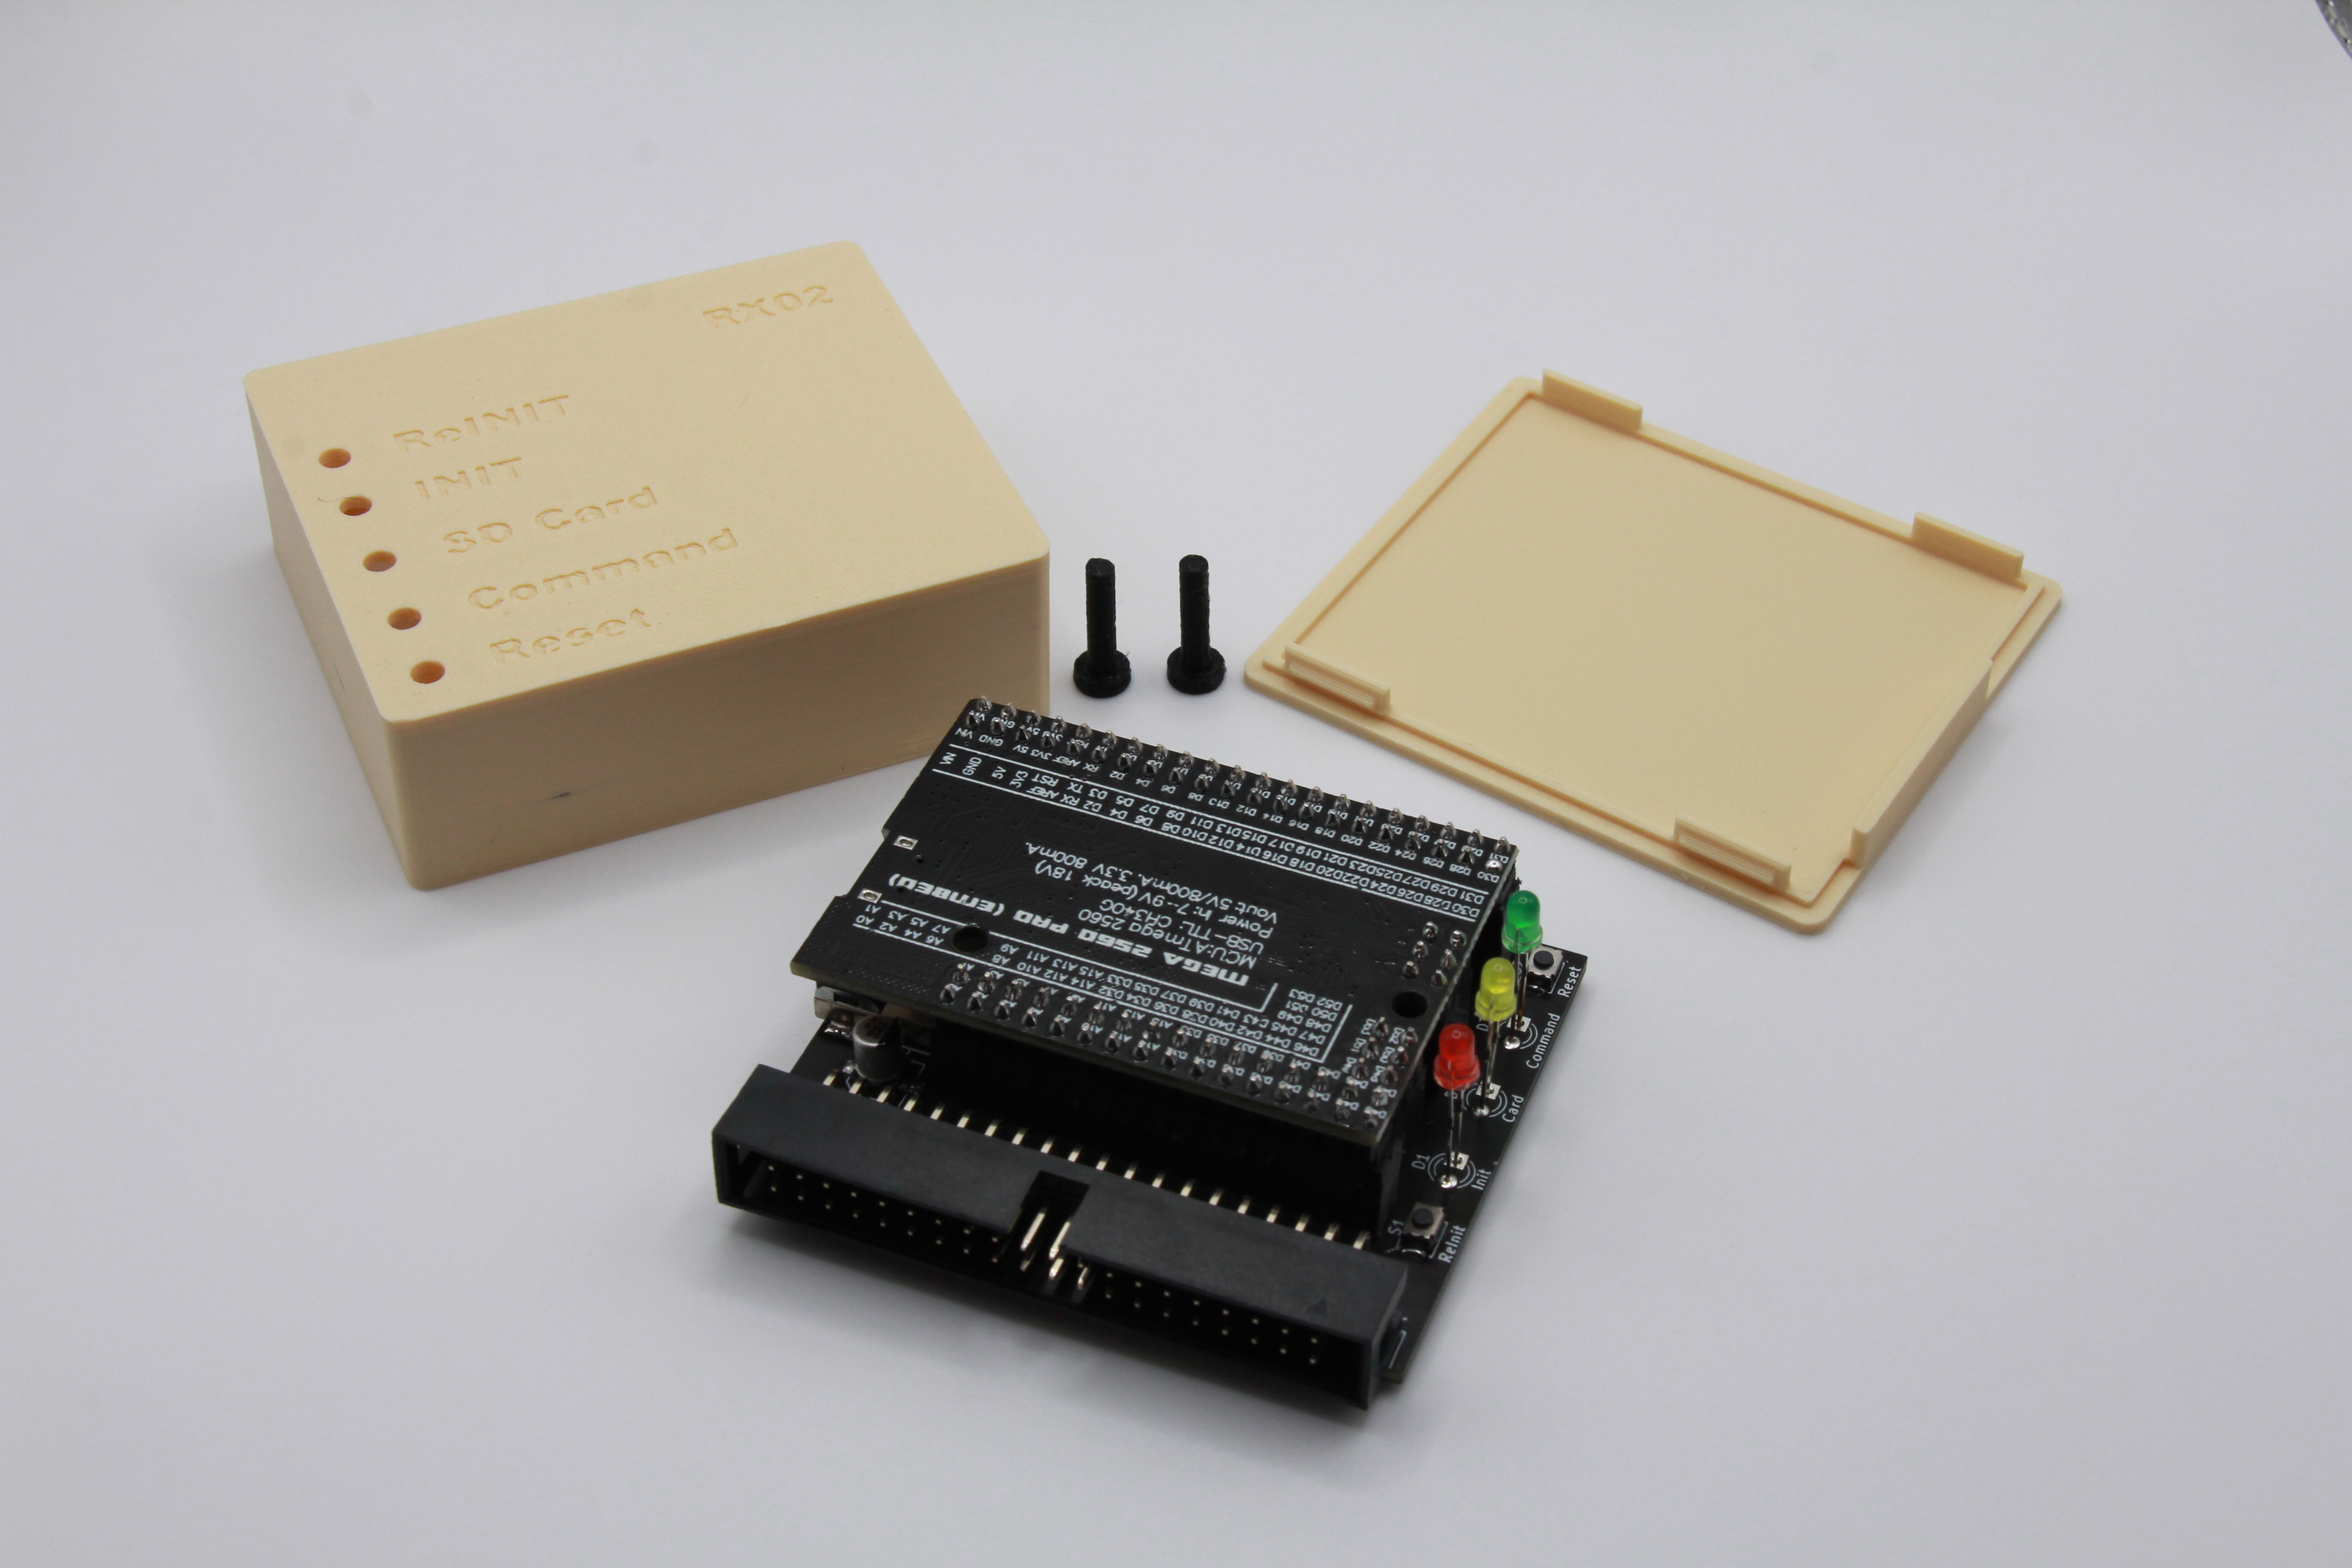 RX02
ReINIT
INIT
SD Card
Command
Reset
MEGA 2560 PRO (EMBED)
MCU:ATmega 2560
USB-TTL: CH340G
Power In:7-9V (peack 18V)
Vout 5V/800mA. 3.3V 800mA.
VIN
GND
5V
3V3
RST
TX
AREF
RX
D3
D2
D5
D4
D7
D6
D9
D8
D11
D10
D13
D12
D15
D14
D17
D16
D19
D18
D21
D20
D23
D22
D25
D24
D27
D26
D29
D28
D31
D30
A1
A0
A3
A2
A5
A4
A7
A6
A9
A8
A11
A10
A13
A12
A15
A14
D33
D32
D35
D34
D37
D36
D39
D38
D41
D40
D43
D42
D45
D44
D47
D46
D49
D48
D51
D50
D53
D52
Reset
Command
Card
D1
Init
S1
ReInit